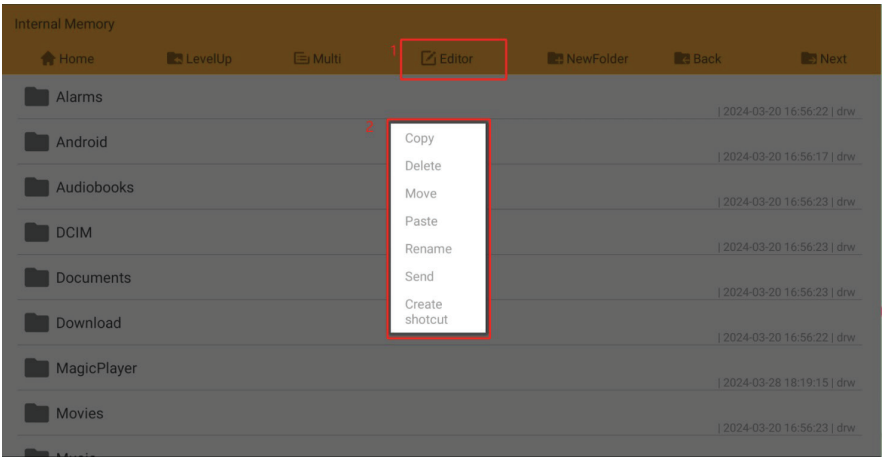 Internal Memory
Home LevelUp Multi 1 Editor NewFolder Back Next
Alarms
| 2024-03-20 16:56:22 | drw
Android
| 2024-03-20 16:56:17 | drw
Audiobooks
| 2024-03-20 16:56:23 | drw
DCIM
| 2024-03-20 16:56:23 | drw
Documents
| 2024-03-20 16:56:23 | drw
Download
| 2024-03-20 16:56:22 | drw
MagicPlayer
| 2024-03-28 18:19:15 | drw
Movies
| 2024-03-20 16:56:23 | drw
2
Copy
Delete
Move
Paste
Rename
Send
Create
shotcut